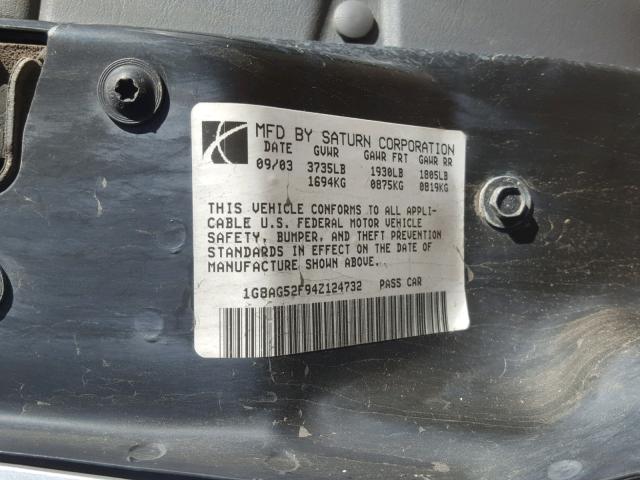 MFD BY SATURN CORPORATION
DATE GVWR GAWR FRT GAWR RR
09/03 3735LB 1930LB 1805LB
1694KG 0875KG 0819KG
THIS VEHICLE CONFORMS TO ALL APPLI-
CABLE U.S. FEDERAL MOTOR VEHICLE
SAFETY, BUMPER, AND THEFT PREVENTION
STANDARDS IN EFFECT ON THE DATE OF
MANUFACTURE SHOWN ABOVE.
1G8AG52F94Z124732 PASS CAR